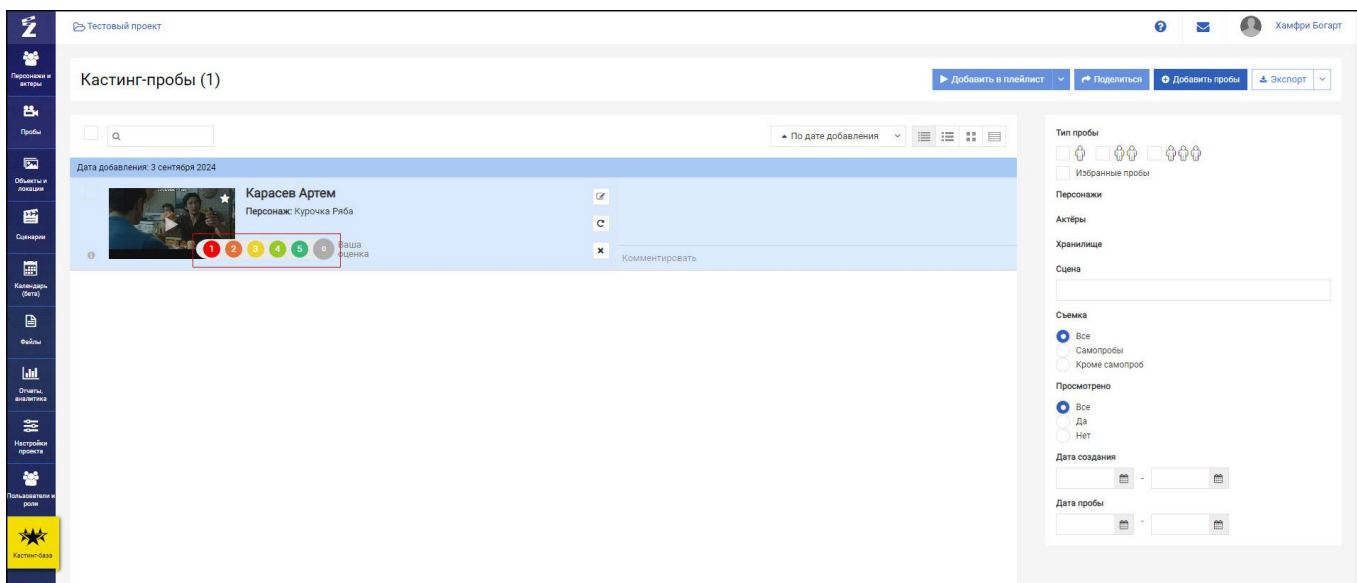 Z
Тестовый проект
Хамфри Богарт
Персонажи и
актеры
Пробы
Объекты и
локации
Сценарии
Календарь
(бета)
Файлы
Отчеты,
аналитика
Настройки
проекта
Пользователи и
роли
Кастинг-база
Кастинг-пробы (1)
Добавить в плейлист
Поделиться
Добавить пробы
Экспорт
По дате добавления
Дата добавления: 3 сентября 2024
Карасев Артем
Персонаж: Курочка Ряба
1 2 3 4 5 0
Ваша
оценка
Комментировать
Тип пробы
Избранные пробы
Персонажи
Актёры
Хранилище
Сцена
Съемка
Все
Самопробы
Кроме самопроб
Просмотрено
Все
Да
Нет
Дата создания
-
Дата пробы
-